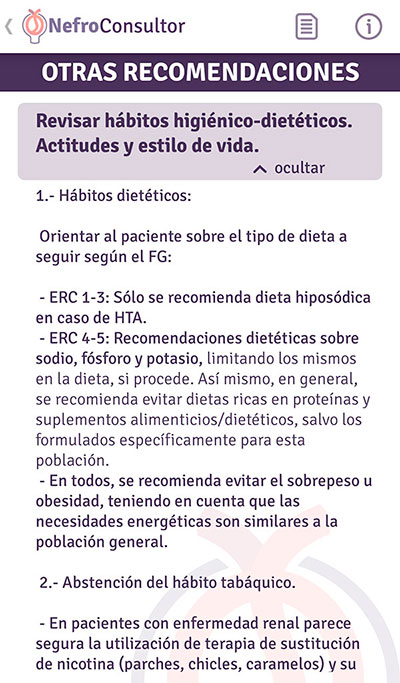 NefroConsultor
OTRAS RECOMENDACIONES
Revisar hábitos higiénico-dietéticos.
Actitudes y estilo de vida.
ocultar
1.- Hábitos dietéticos:
Orientar al paciente sobre el tipo de dieta a
seguir según el FG:
- ERC 1-3: Sólo se recomienda dieta hiposódica
en caso de HTA.
- ERC 4-5: Recomendaciones dietéticas sobre
sodio, fósforo y potasio, limitando los mismos
en la dieta, si procede. Así mismo, en general,
se recomienda evitar dietas ricas en proteínas y
suplementos alimenticios/dietéticos, salvo los
formulados específicamente para esta
población.
- En todos, se recomienda evitar el sobrepeso u
obesidad, teniendo en cuenta que las
necesidades energéticas son similares a la
población general.
2.- Abstención del hábito tabáquico.
- En pacientes con enfermedad renal parece
segura la utilización de terapia de sustitución
de nicotina (parches, chicles, caramelos) y su